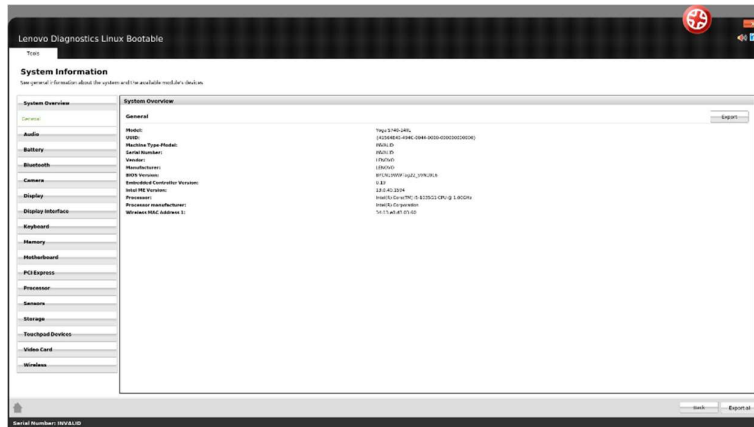 Lenovo Diagnostics Linux Bootable
Tests
System Information
See general information about the system and the available module's devices.
System Overview
General
Audio
Battery
Bluetooth
Camera
Display
Display Interface
Keyboard
Memory
Motherboard
PCI Express
Processor
Sensors
Storage
Touchpad Devices
Video Card
Wireless
System Overview
General
Export
Model:
UUID:
Machine Type-Model: INVALID
Serial Number: INVALID
Vendor: LENOVO
Manufacturer: LENOVO
BIOS Version:
Embedded Controller Version:
Intel ME Version:
Processor:
Processor manufacturer: Intel(R) Corporation
Wireless MAC Address 1:
Back
Export al
Serial Number: INVALID